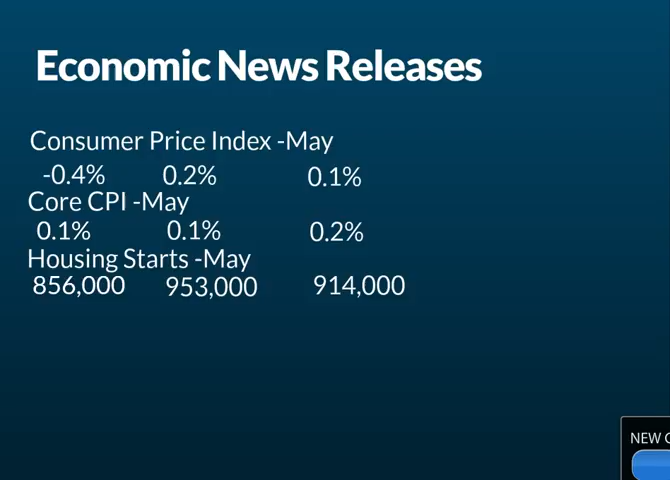 Economic News Releases
Consumer Price Index -May
-0.4% 0.2% 0.1%
Core CPI -May
0.1% 0.1% 0.2%
Housing Starts -May
856,000 953,000 914,000
NEW